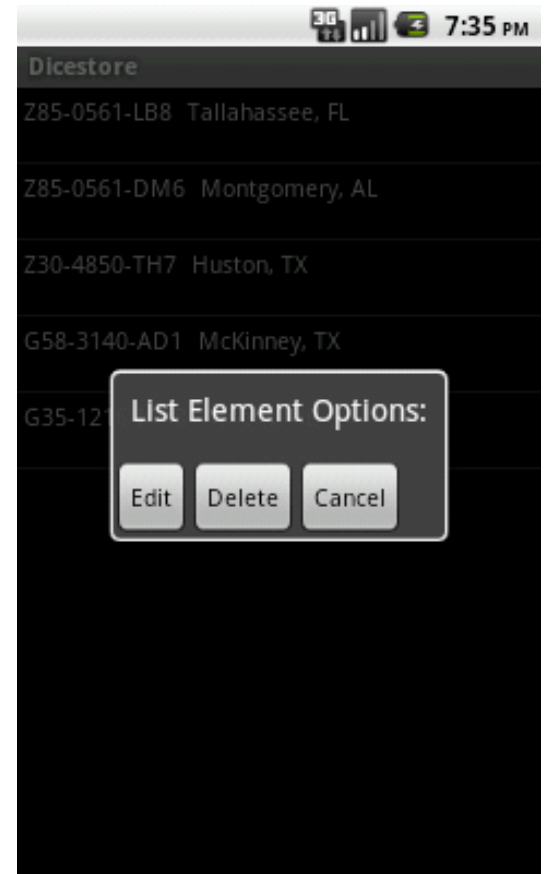 3G 7:35 PM
Dicestore
Z85-0561-LB8 Tallahassee, FL
Z85-0561-DM6 Montgomery, AL
Z30-4850-TH7 Huston, TX
G58-3140-AD1 McKinney, TX
G35-121
List Element Options:
Edit Delete Cancel